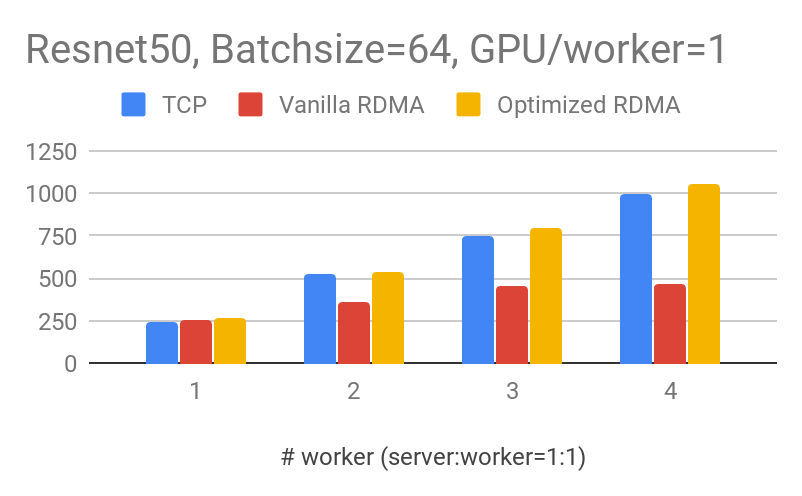 Resnet50, Batchsize=64, GPU/worker=1
TCP Vanilla RDMA Optimized RDMA
1250
1000
750
500
250
0
1 2 3 4
# worker (server:worker=1:1)